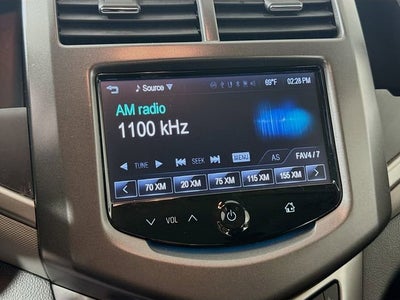 Source 69°F 02:28 PM
AM radio
1100 kHz
TUNE SEEK MENU AS FAV4/7
70 XM 20 XM 75 XM 115 XM 155 XM
VOL